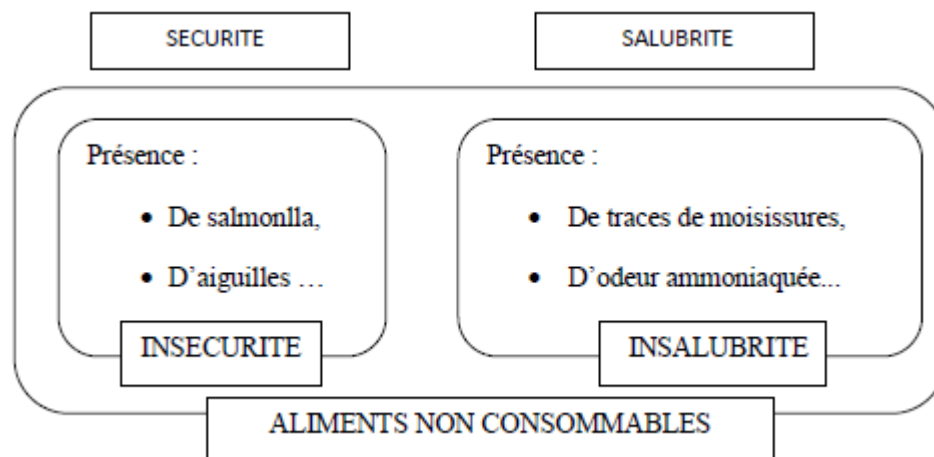 SECURITE
SALUBRITE
Présence :
• De salmonlla,
• D’aiguilles …
INSECURITE
Présence :
• De traces de moisissures,
• D’odeur ammoniaquée...
INSALUBRITE
ALIMENTS NON CONSOMMABLES